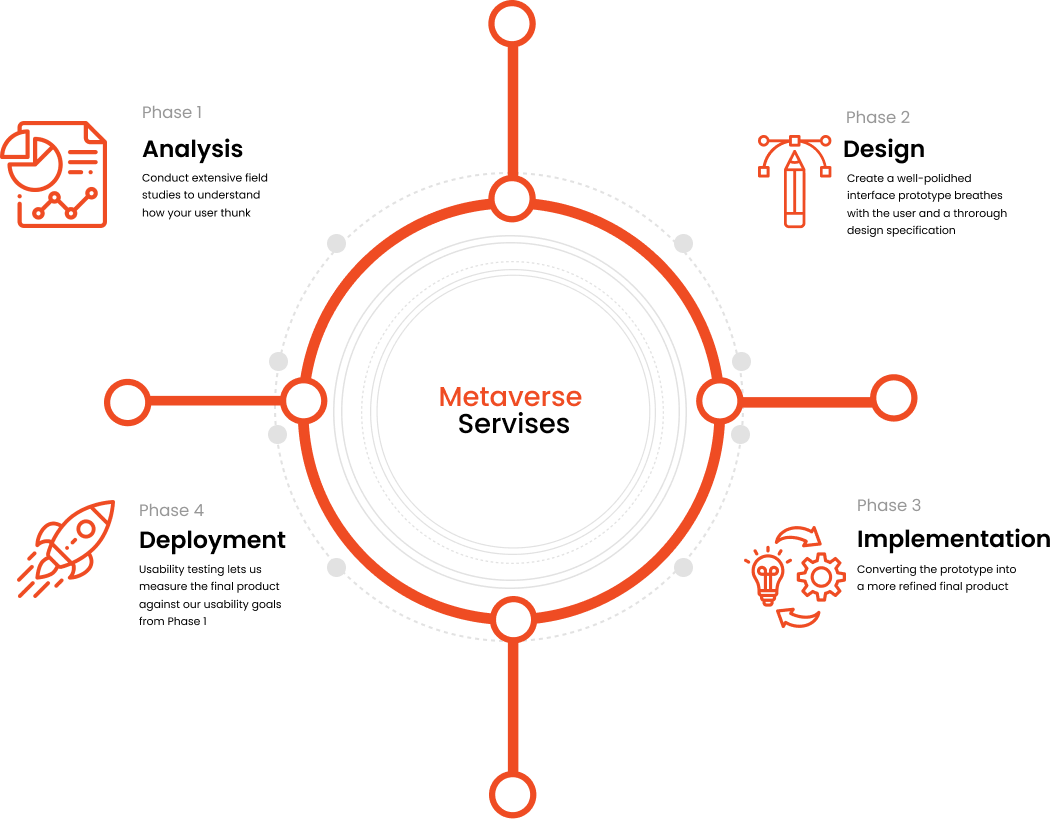 Phase 1
Analysis
Conduct extensive field
studies to understand
how your user thunk
Phase 2
Design
Create a well-polidhed
interface prototype breathes
with the user and a throrough
design specification
Metaverse
Servises
Phase 4
Deployment
Usability testing lets us
measure the final product
against our usability goals
from Phase 1
Phase 3
Implementation
Converting the prototype into
a more refined final product